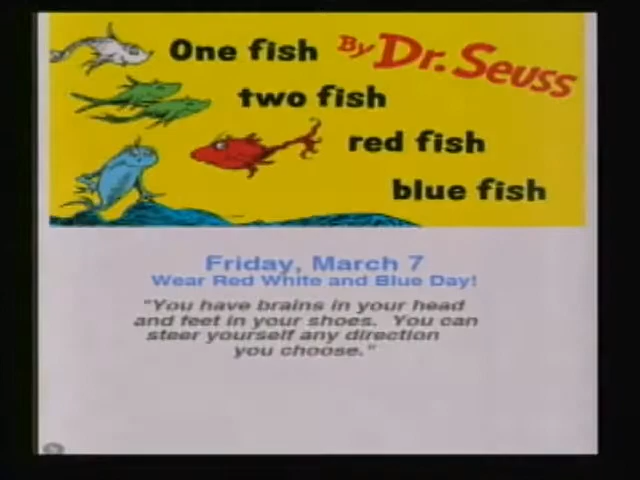 One fish By Dr. Seuss
two fish
red fish
blue fish
Friday, March 7
Wear Red White and Blue Day!
"You have brains in your head
and feet in your shoes. You can
steer yourself any direction
you choose."